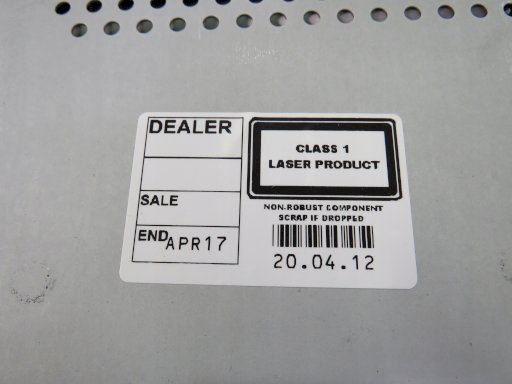 DEALER
SALE
END APR17
CLASS 1
LASER PRODUCT
NON-ROBUST COMPONENT
SCRAP IF DROPPED
20.04.12